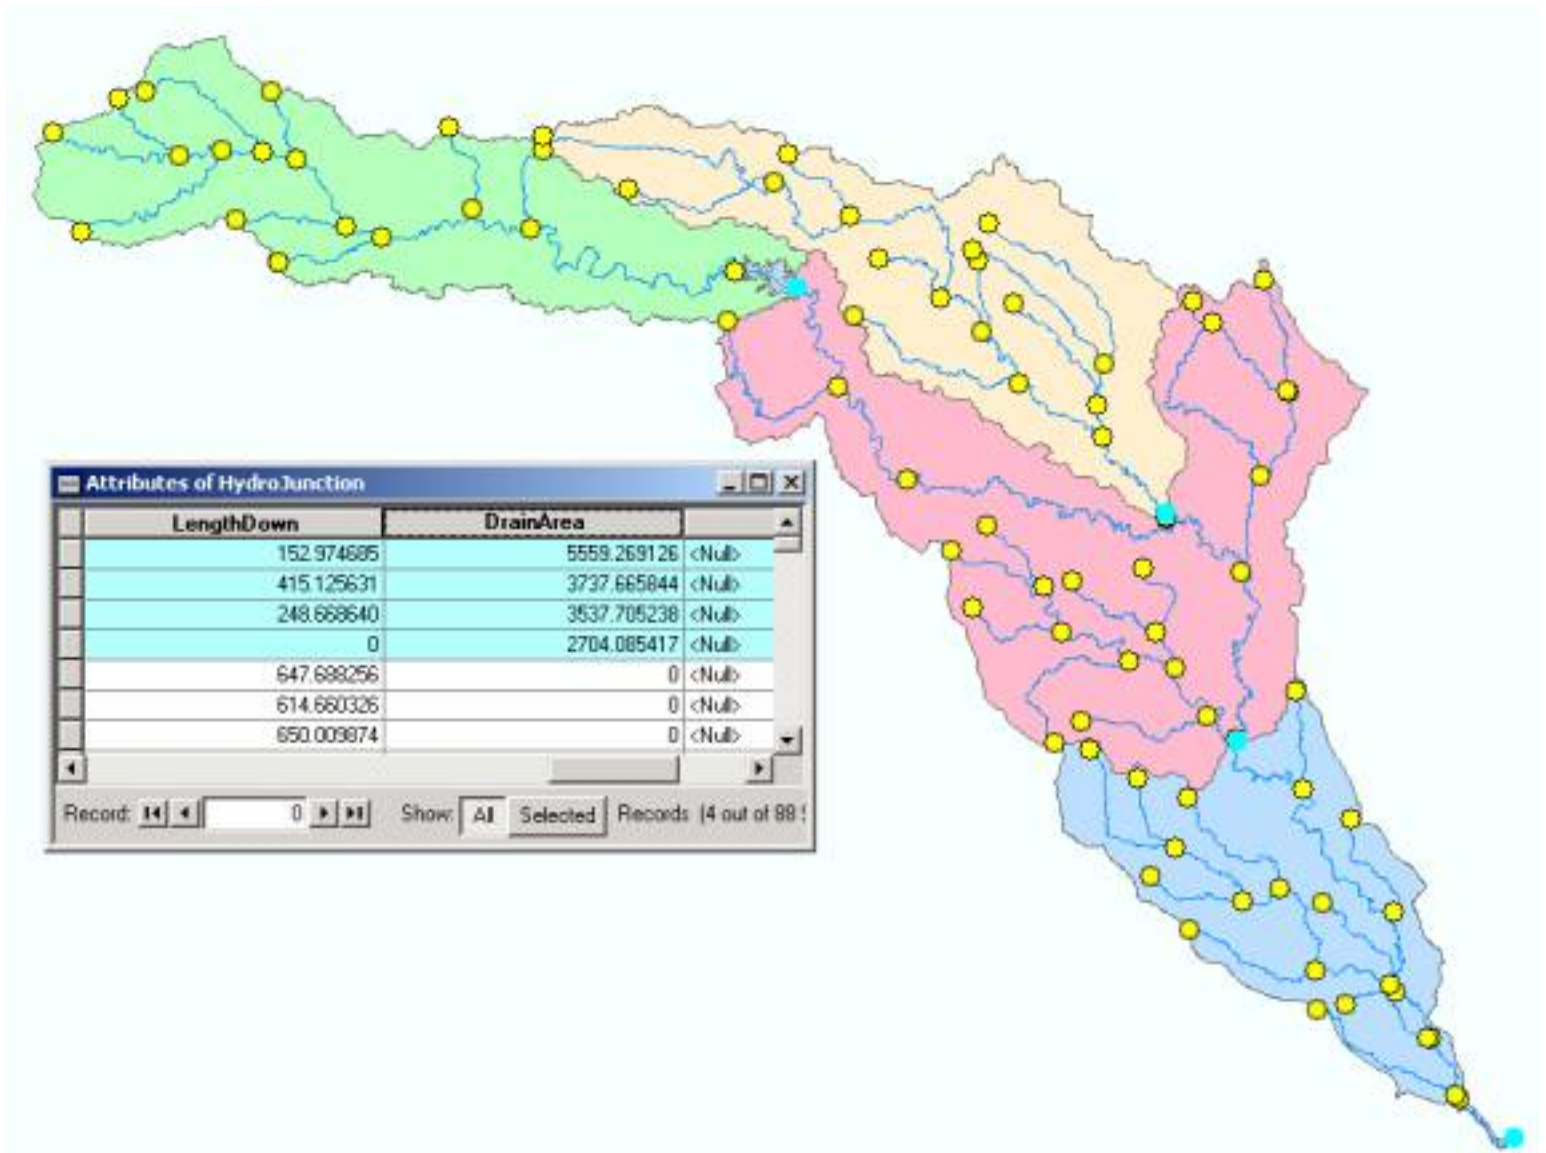 Attributes of HydroJunction
LengthDown DrainArea
152.974685 5559.269126 <Null>
415.125631 3737.665844 <Null>
248.668640 3537.705238 <Null>
0 2704.085417 <Null>
647.688256 0 <Null>
614.660326 0 <Null>
650.009874 0 <Null>
Record: 0 Show: All Selected Records (4 out of 88